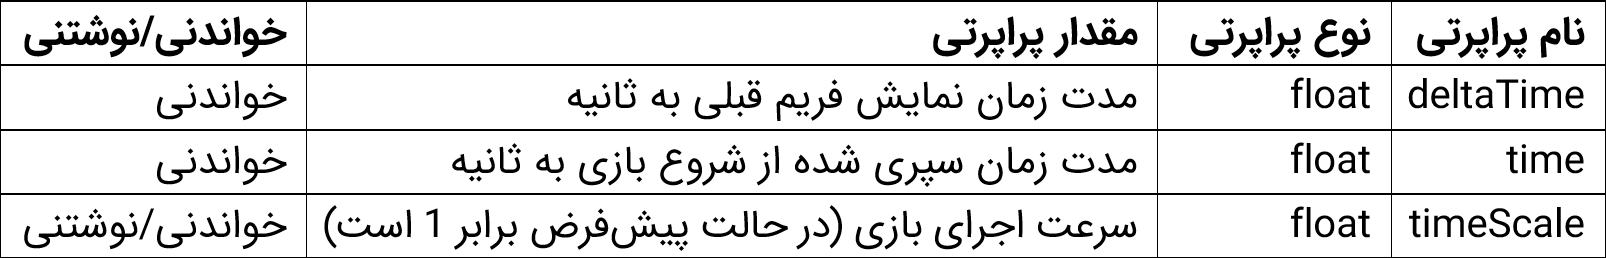 نام پراپرتی نوع پراپرتی مقدار پراپرتی خواندنی/نوشتنی
deltaTime float مدت زمان نمایش فریم قبلی به ثانیه خواندنی
time float مدت زمان سپری شده از شروع بازی به ثانیه خواندنی
timeScale float سرعت اجرای بازی (در حالت پیش‌فرض برابر 1 است) خواندنی/نوشتنی